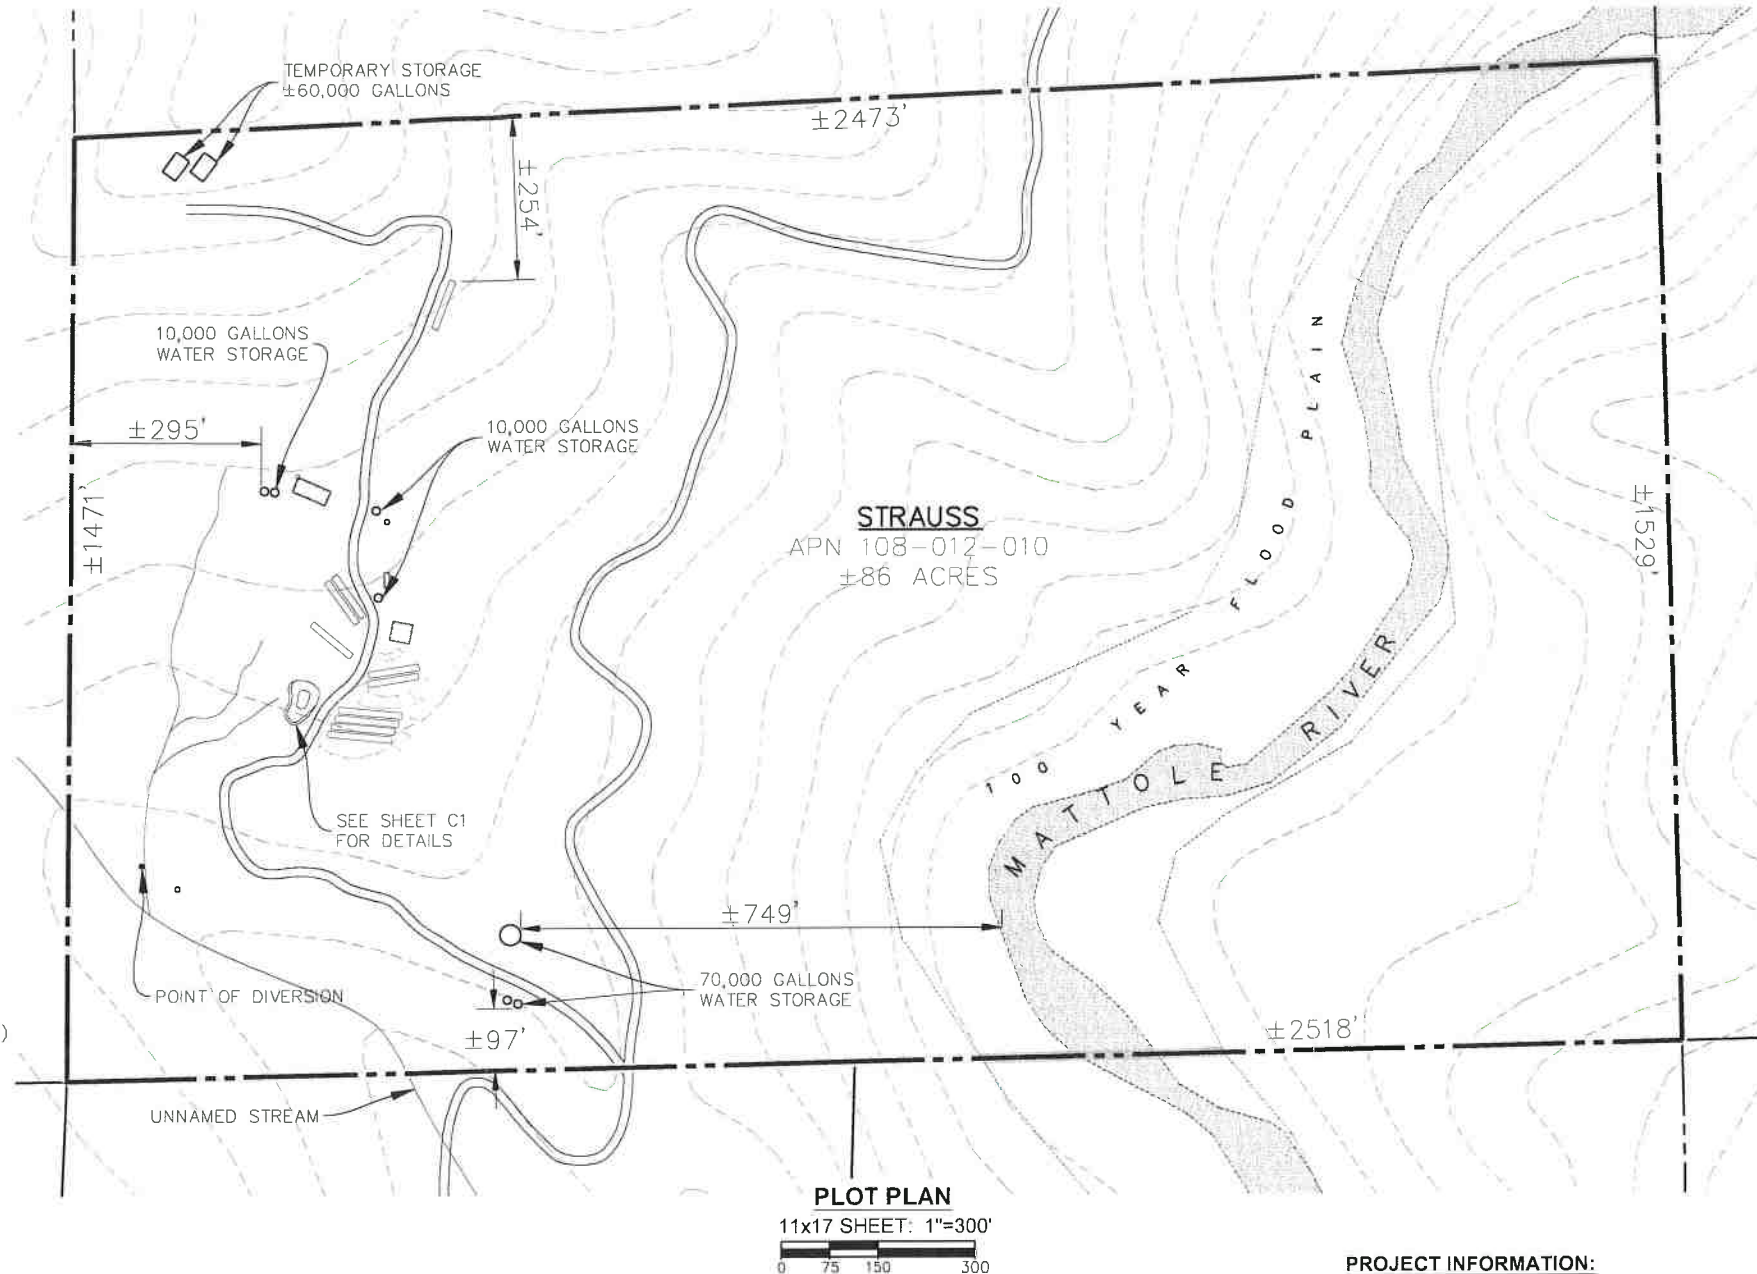 TEMPORARY STORAGE
±60,000 GALLONS
±2473'
±254'
10,000 GALLONS
WATER STORAGE
±295'
10,000 GALLONS
WATER STORAGE
±1471'
STRAUSS
APN 108-012-010
±86 ACRES
100 YEAR FLOOD PLAIN
±1529'
MATTOLE RIVER
SEE SHEET C1
FOR DETAILS
±749'
POINT OF DIVERSION
70,000 GALLONS
WATER STORAGE
)
±97'
±2518'
UNNAMED STREAM
PLOT PLAN
11x17 SHEET: 1"=300'
0 75 150 300
PROJECT INFORMATION: